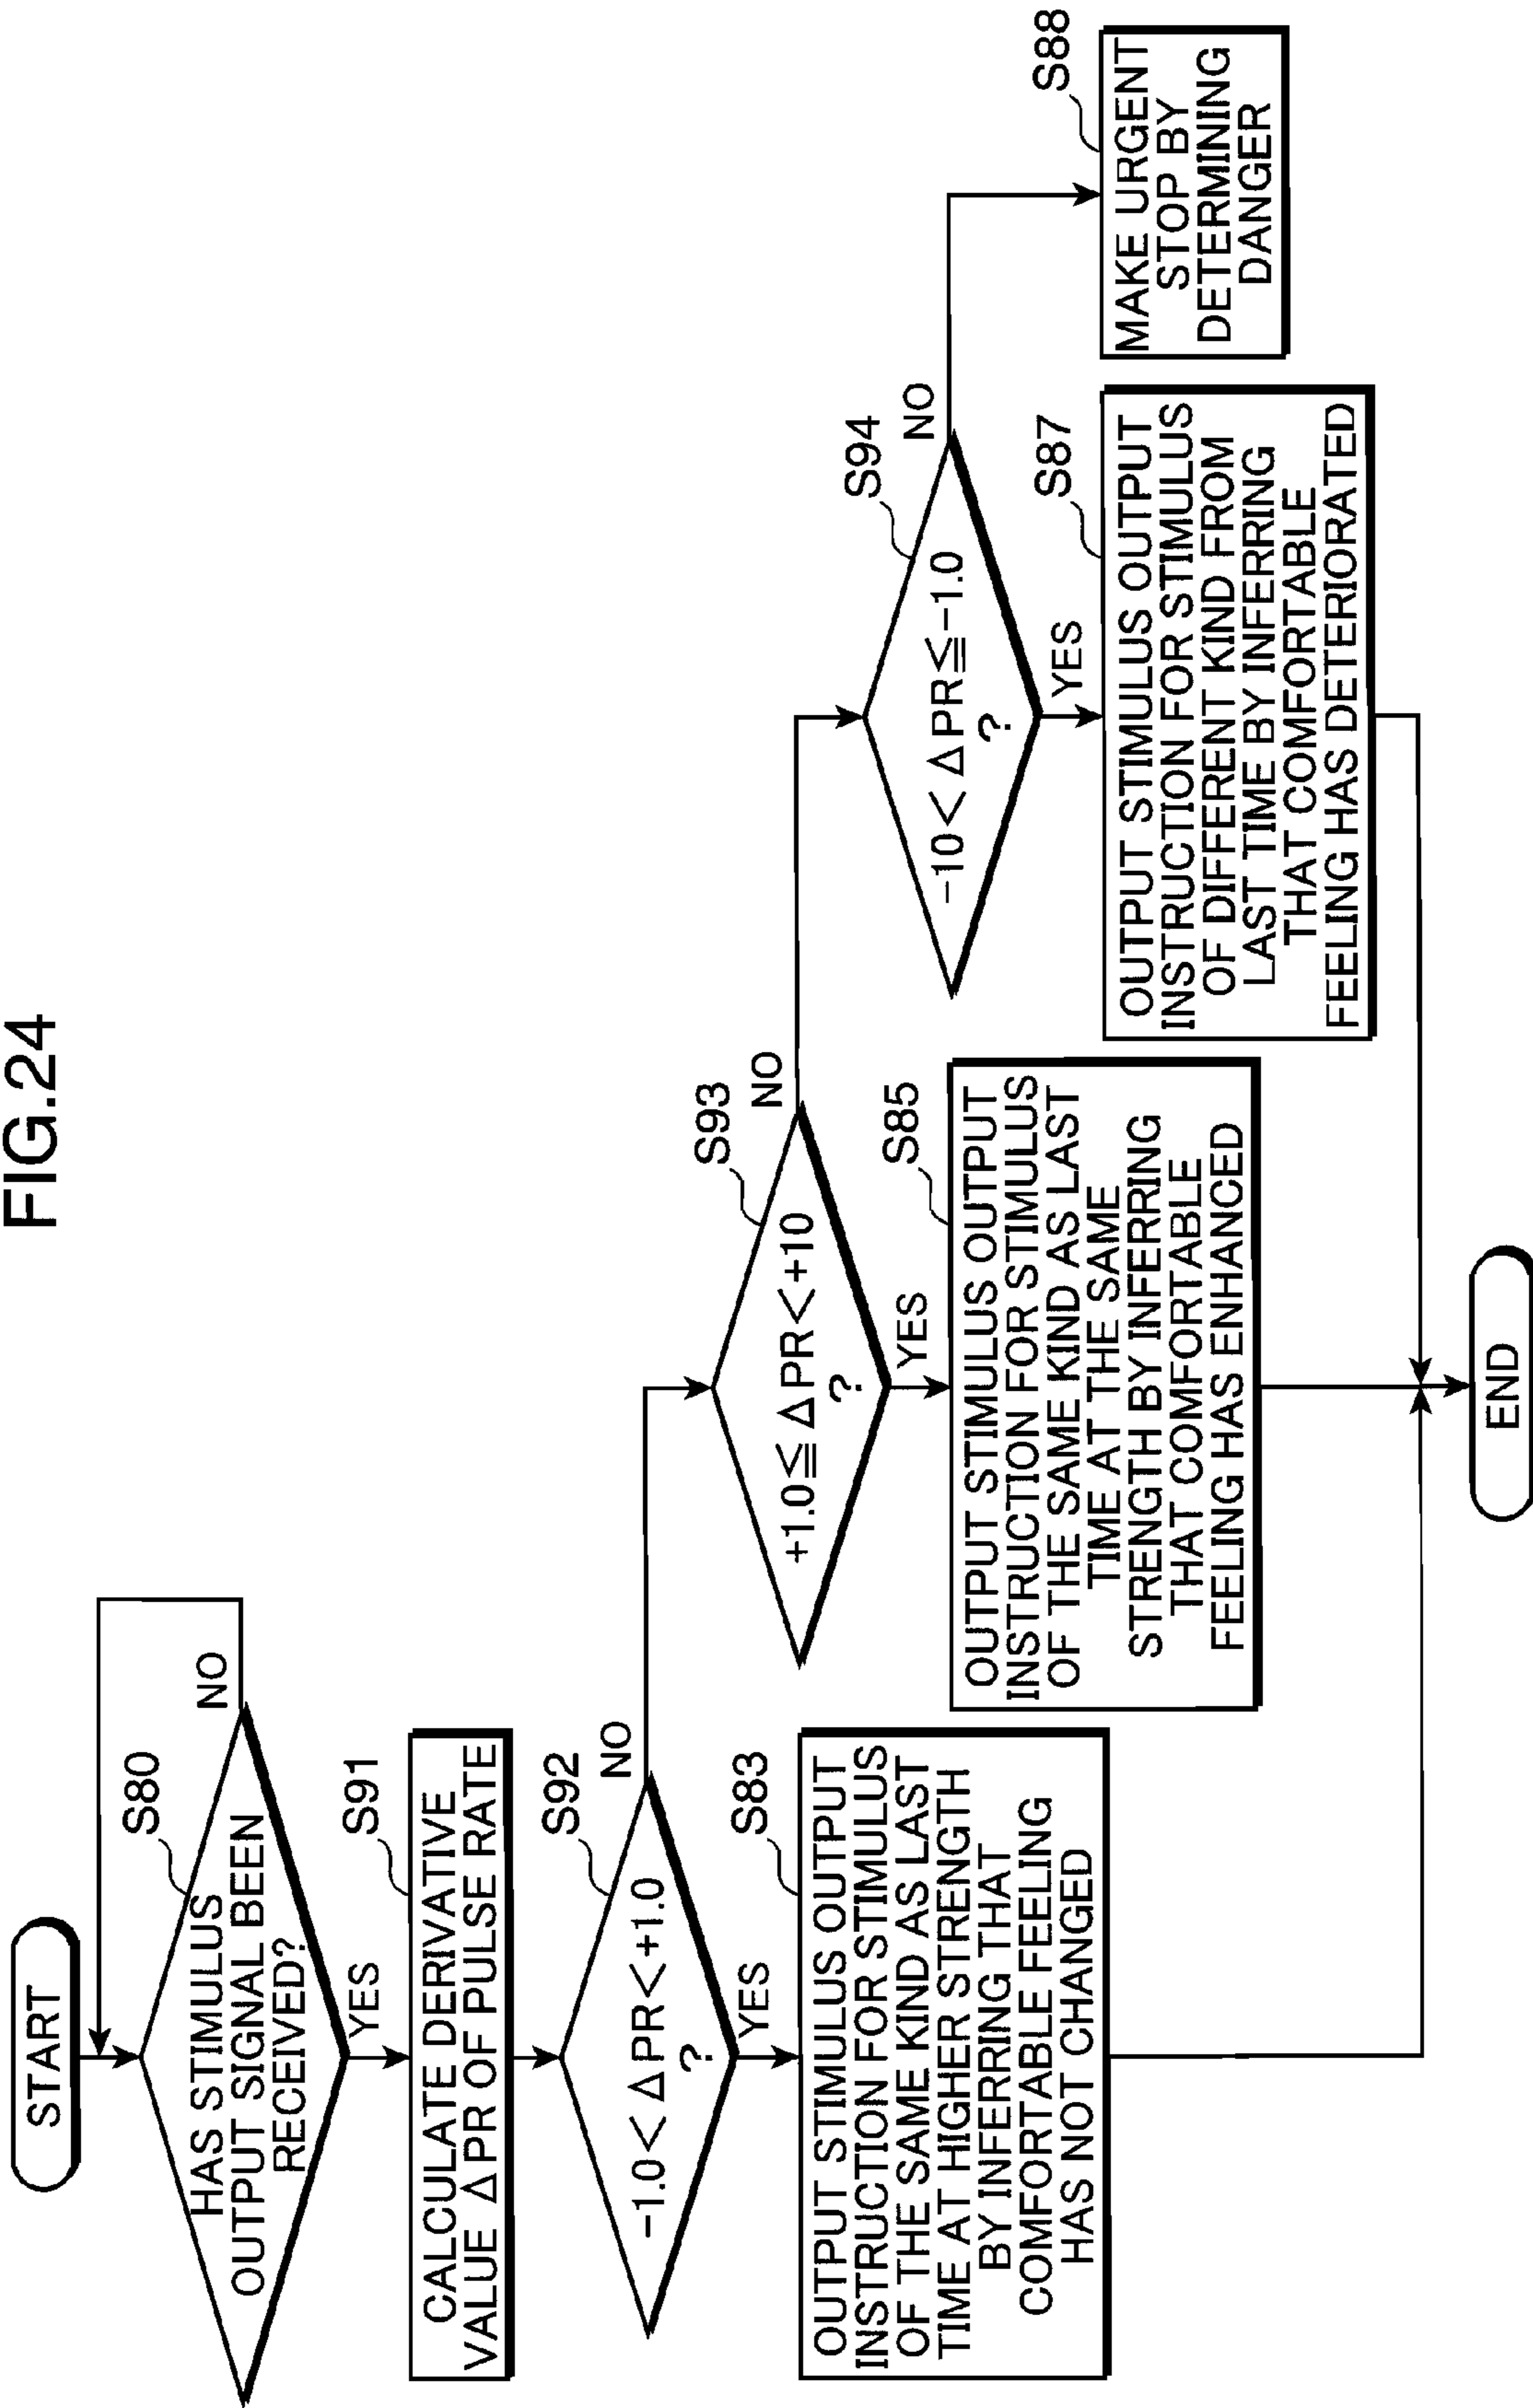 FIG.24
START
S80
HAS STIMULUS
OUTPUT SIGNAL BEEN
RECEIVED?
NO
YES
S91
CALCULATE DERIVATIVE
VALUE ΔPR OF PULSE RATE
S92
-1.0<ΔPR<+1.0
?
NO
YES
S83
OUTPUT STIMULUS OUTPUT
INSTRUCTION FOR STIMULUS
OF THE SAME KIND AS LAST
TIME AT HIGHER STRENGTH
BY INFERRING THAT
COMFORTABLE FEELING
HAS NOT CHANGED
S93
+1.0≦ΔPR<+10
?
NO
YES
S85
OUTPUT STIMULUS OUTPUT
INSTRUCTION FOR STIMULUS
OF THE SAME KIND AS LAST
TIME AT THE SAME
STRENGTH BY INFERRING
THAT COMFORTABLE
FEELING HAS ENHANCED
S94
-10<ΔPR≦-1.0
?
NO
YES
S87
OUTPUT STIMULUS OUTPUT
INSTRUCTION FOR STIMULUS
OF DIFFERENT KIND FROM
LAST TIME BY INFERRING
THAT COMFORTABLE
FEELING HAS DETERIORATED
S88
MAKE URGENT
STOP BY
DETERMINING
DANGER
END